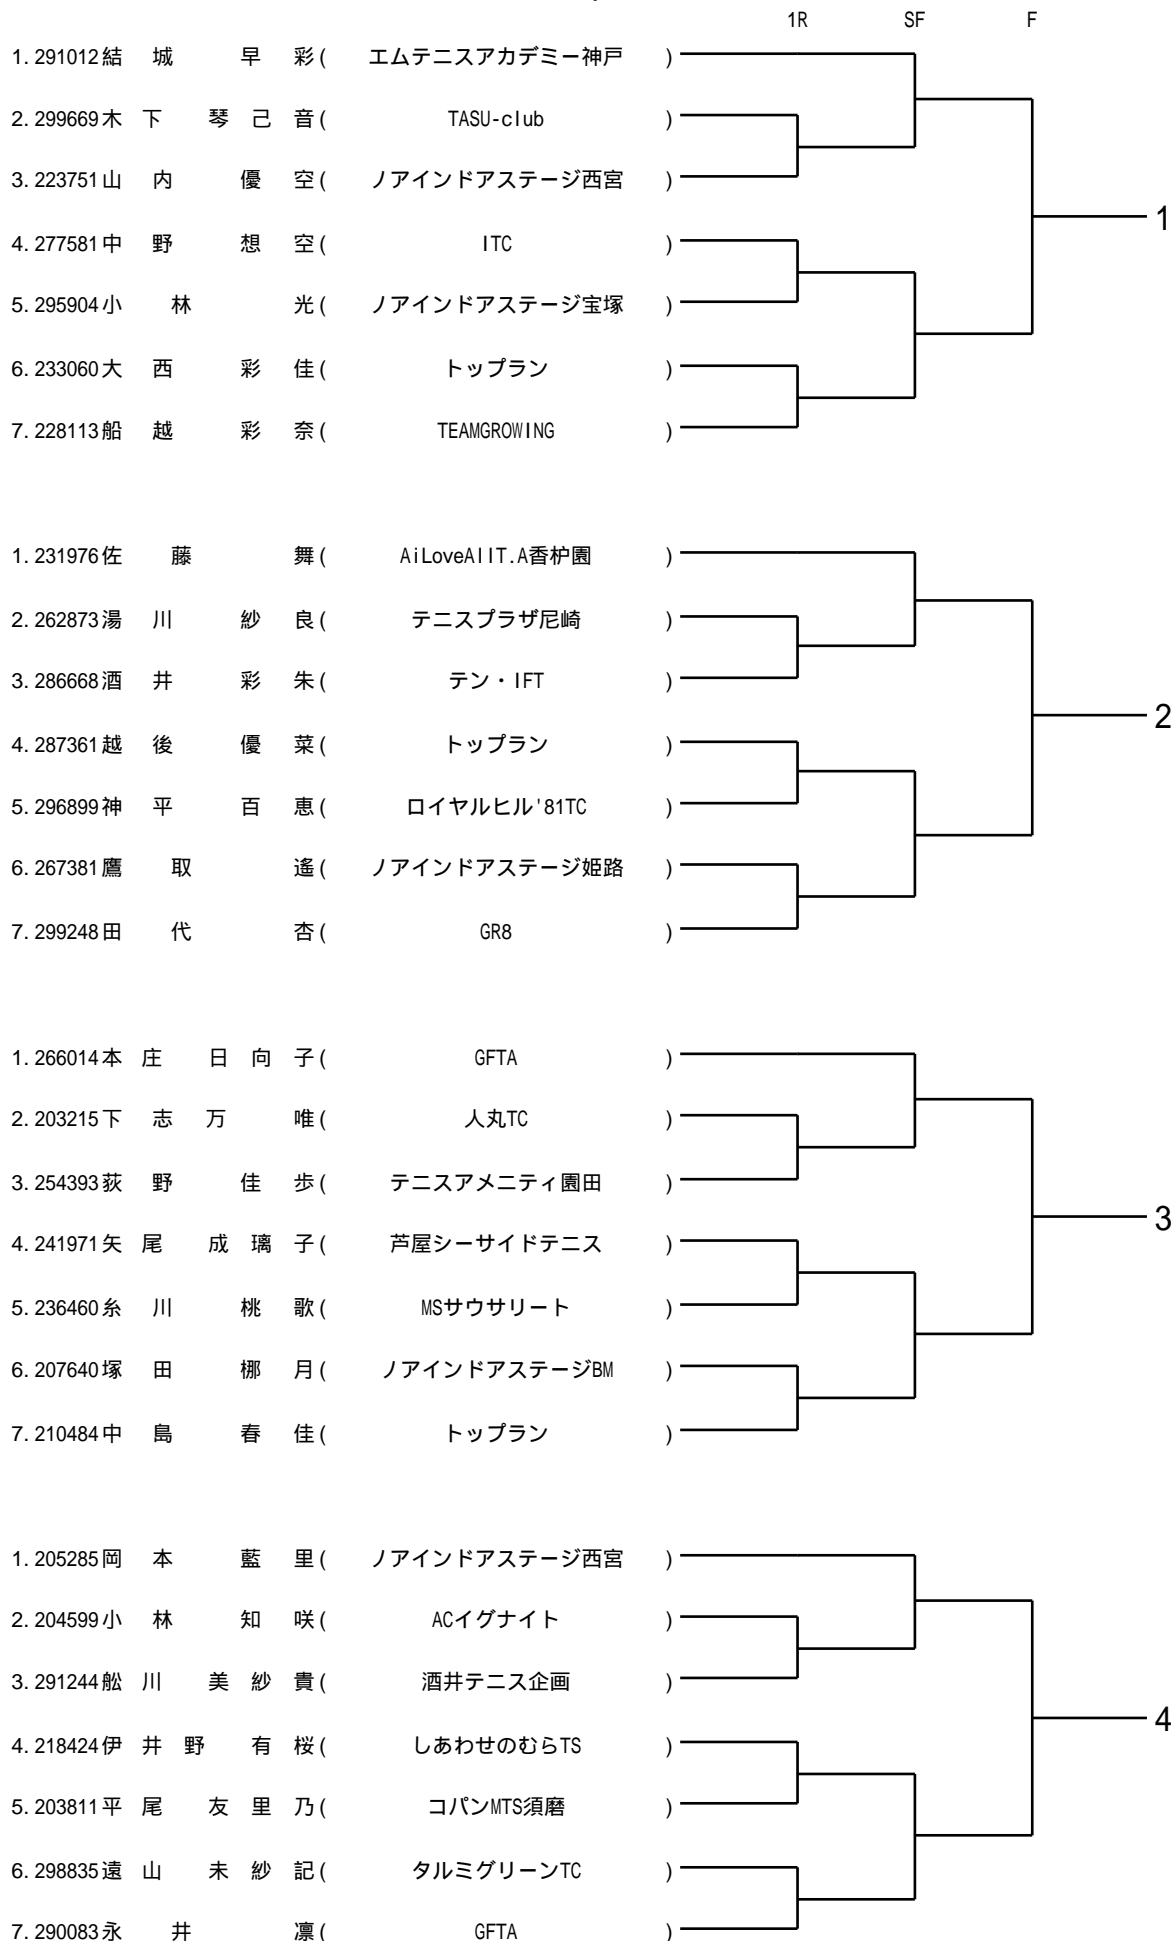 1R SF F
1. 291012 結城 早彩 ( エムテニスアカデミー神戸 )
2. 299669 木下 琴己音 ( TASU-club )
3. 223751 山内 優空 ( ノアインドアステージ西宮 )
1
4. 277581 中野 想空 ( ITC )
5. 295904 小林 光 ( ノアインドアステージ宝塚 )
6. 233060 大西 彩佳 ( トップラン )
7. 228113 船越 彩奈 ( TEAMGROWING )
1. 231976 佐藤 舞 ( AiLoveAllT.A香枦園 )
2. 262873 湯川 紗良 ( テニスプラザ尼崎 )
3. 286668 酒井 彩朱 ( テン・IFT )
2
4. 287361 越後 優菜 ( トップラン )
5. 296899 神平 百恵 ( ロイヤルヒル'81TC )
6. 267381 鷹取 遙 ( ノアインドアステージ姫路 )
7. 299248 田代 杏 ( GR8 )
1. 266014 本庄 日向子 ( GFTA )
2. 203215 下志万 唯 ( 人丸TC )
3. 254393 荻野 佳歩 ( テニスアメニティ園田 )
3
4. 241971 矢尾 成璃子 ( 芦屋シーサイドテニス )
5. 236460 糸川 桃歌 ( MSサウサリート )
6. 207640 塚田 梛月 ( ノアインドアステージBM )
7. 210484 中島 春佳 ( トップラン )
1. 205285 岡本 藍里 ( ノアインドアステージ西宮 )
2. 204599 小林 知咲 ( ACイグナイト )
3. 291244 舩川 美紗貴 ( 酒井テニス企画 )
4
4. 218424 伊井野 有桜 ( しあわせのむらTS )
5. 203811 平尾 友里乃 ( コパンMTS須磨 )
6. 298835 遠山 未紗記 ( タルミグリーンTC )
7. 290083 永井 凛 ( GFTA )